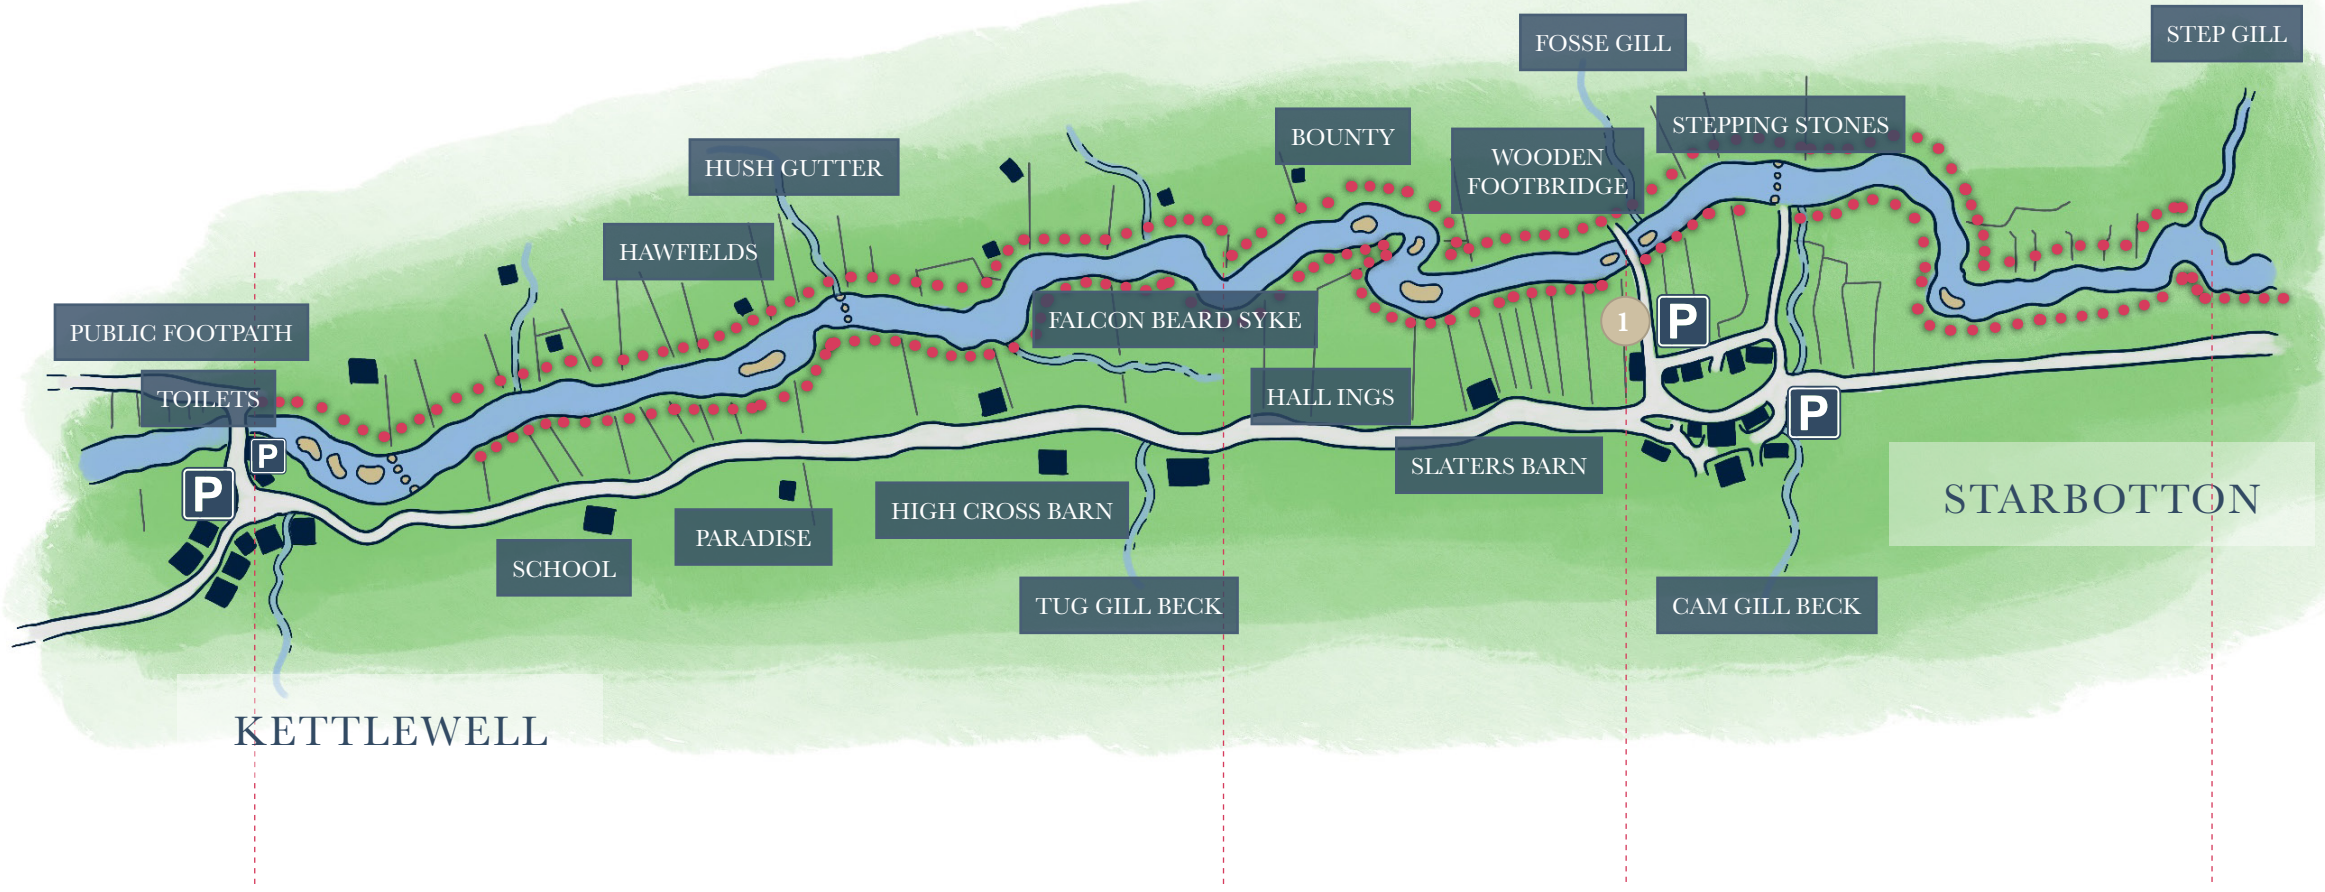 FOSSE GILL
STEP GILL
STEPPING STONES
BOUNTY
WOODEN
FOOTBRIDGE
HUSH GUTTER
HAWFIELDS
PUBLIC FOOTPATH
FALCON BEARD SYKE
1
P
TOILETS
HALL INGS
P
P
SLATERS BARN
P
STARBOTTON
HIGH CROSS BARN
PARADISE
SCHOOL
TUG GILL BECK
CAM GILL BECK
KETTLEWELL